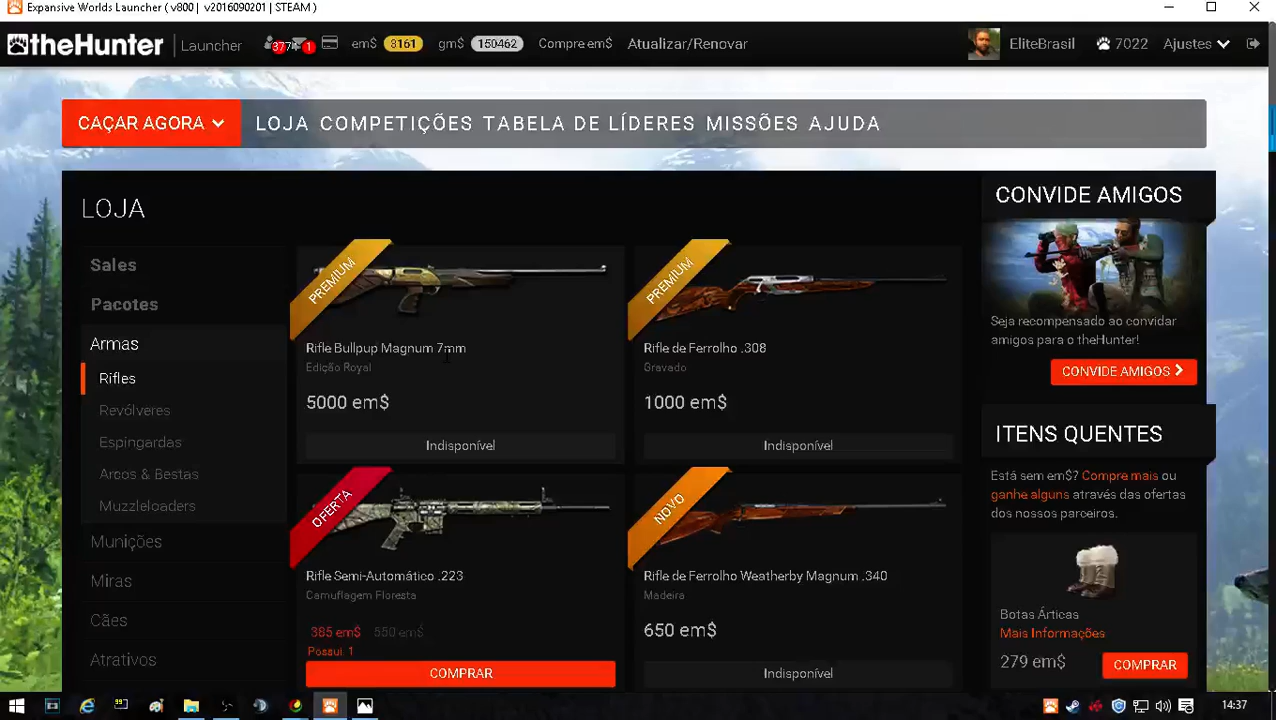 Expansive Worlds Launcher ( v800 | v2016090201 | STEAM )
theHunter Launcher 1 em$ 3161 gm$ 150462 Compre em$ Atualizar/Renovar EliteBrasil 7022 Ajustes
CAÇAR AGORA LOJA COMPETIÇÕES TABELA DE LÍDERES MISSÕES AJUDA
LOJA
Sales
Pacotes
Armas
Rifles
Revólveres
Espingardas
Arcos & Bestas
Muzzleloaders
Munições
Miras
Cães
Atrativos
PREMIUM
Rifle Bullpup Magnum 7mm
Edição Royal
5000 em$
Indisponível
PREMIUM
Rifle de Ferrolho .308
Gravado
1000 em$
Indisponível
OFERTA
Rifle Semi-Automático .223
Camuflagem Floresta
385 em$ 550 em$
Possui: 1
COMPRAR
NOVO
Rifle de Ferrolho Weatherby Magnum .340
Madeira
650 em$
Indisponível
CONVIDE AMIGOS
Seja recompensado ao convidar
amigos para o theHunter!
CONVIDE AMIGOS
ITENS QUENTES
Está sem em$? Compre mais ou
ganhe alguns através das ofertas
dos nossos parceiros.
Botas Árticas
Mais Informações
279 em$ COMPRAR
14:37